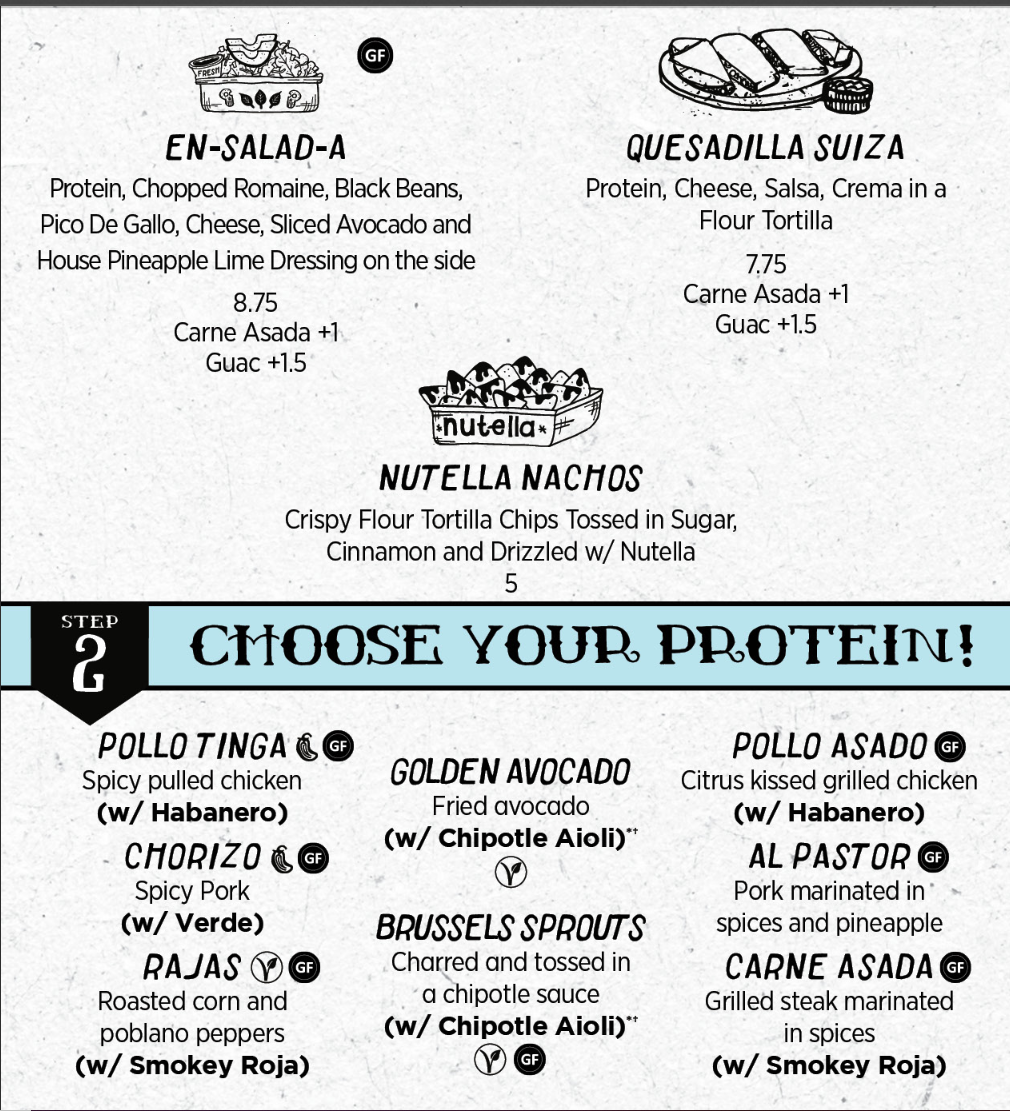 FRESH
GF
EN-SALAD-A
Protein, Chopped Romaine, Black Beans,
Pico De Gallo, Cheese, Sliced Avocado and
House Pineapple Lime Dressing on the side
8.75
Carne Asada +1
Guac +1.5
QUESADILLA SUIZA
Protein, Cheese, Salsa, Crema in a
Flour Tortilla
7.75
Carne Asada +1
Guac +1.5
*nutella*
NUTELLA NACHOS
Crispy Flour Tortilla Chips Tossed in Sugar,
Cinnamon and Drizzled w/ Nutella
5
STEP
2
CHOOSE YOUR PROTEIN!
POLLO TINGA GF
Spicy pulled chicken
(w/ Habanero)
CHORIZO GF
Spicy Pork
(w/ Verde)
RAJAS V GF
Roasted corn and
poblano peppers
(w/ Smokey Roja)
GOLDEN AVOCADO
Fried avocado
(w/ Chipotle Aioli)*†
V
BRUSSELS SPROUTS
Charred and tossed in
a chipotle sauce
(w/ Chipotle Aioli)*†
V GF
POLLO ASADO GF
Citrus kissed grilled chicken
(w/ Habanero)
AL PASTOR GF
Pork marinated in
spices and pineapple
CARNE ASADA GF
Grilled steak marinated
in spices
(w/ Smokey Roja)